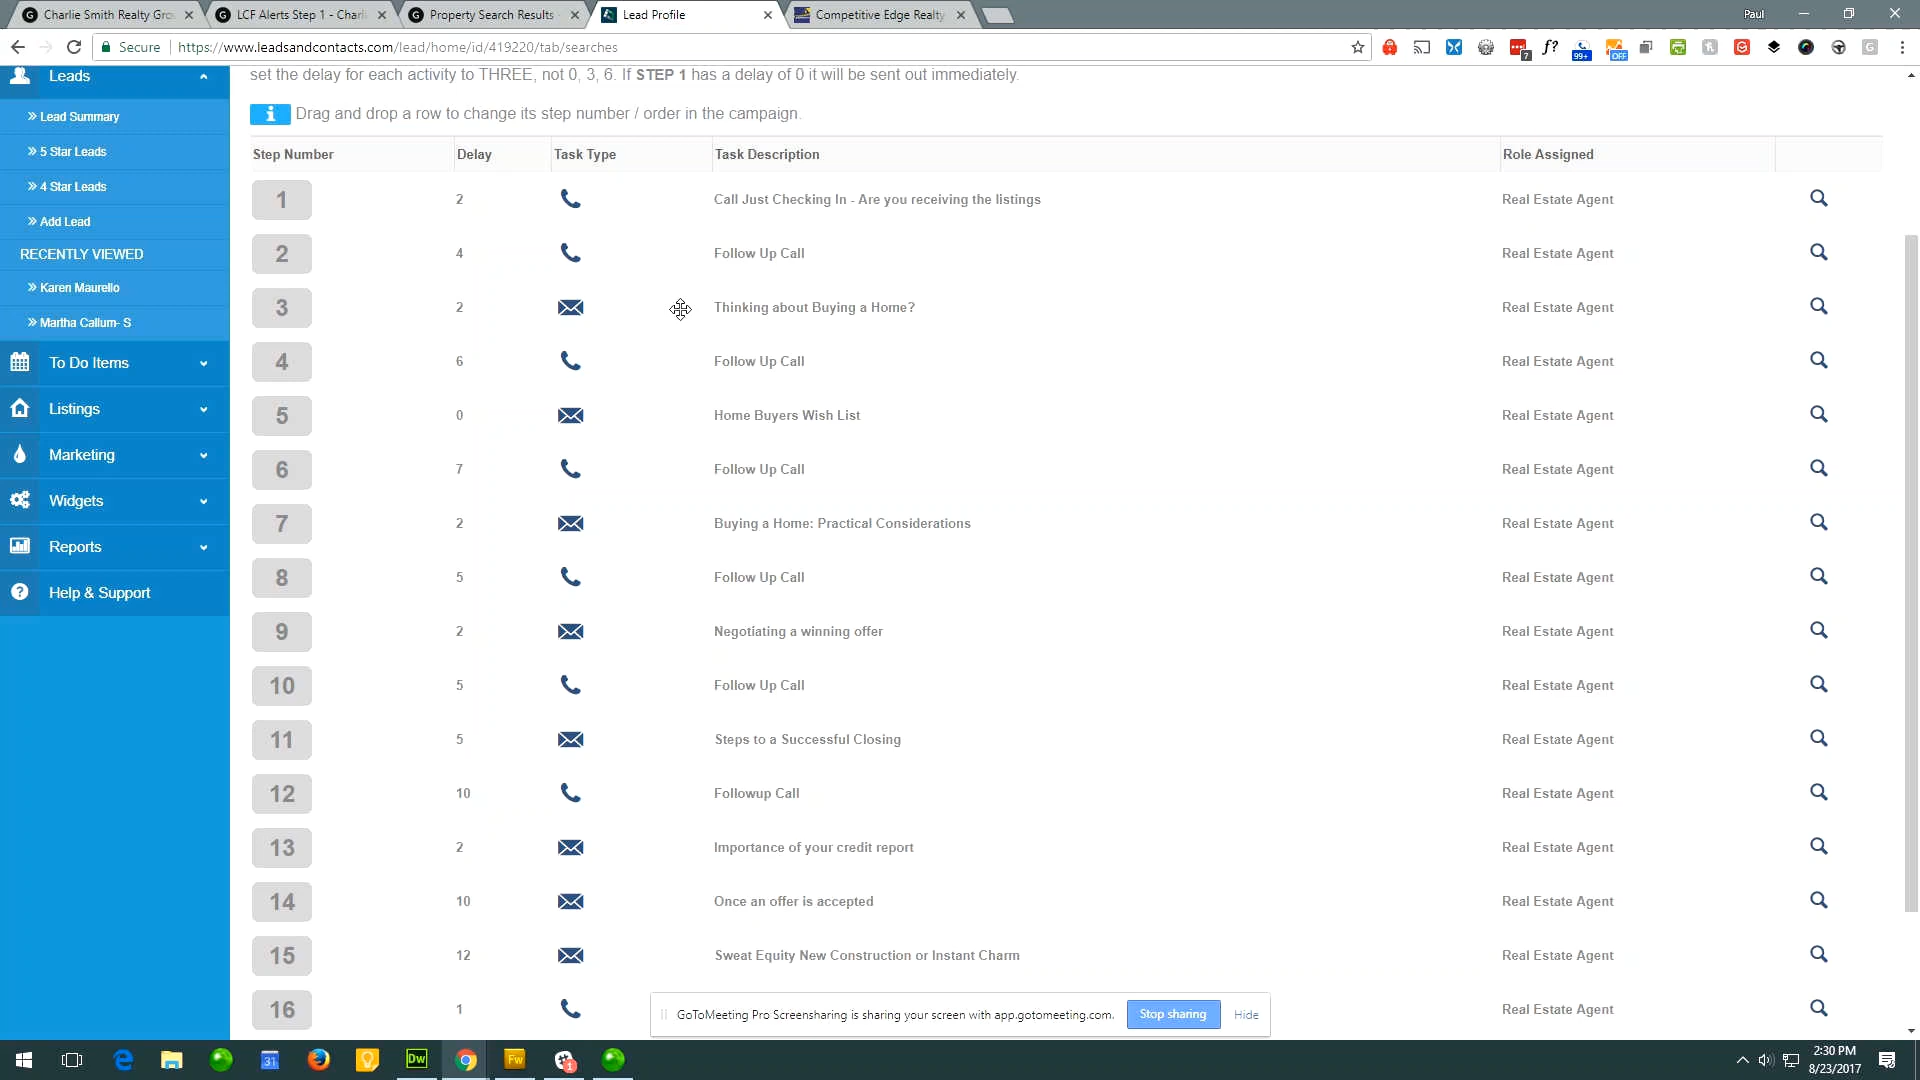 Charlie Smith Realty Gro
LCF Alerts Step 1 - Charli
Property Search Results
Lead Profile
Competitive Edge Realty
Paul
Secure
https://www.leadsandcontacts.com/lead/home/id/419220/tab/searches
7
f?
99+
OFF
Leads
» Lead Summary
» 5 Star Leads
» 4 Star Leads
» Add Lead
RECENTLY VIEWED
» Karen Maurello
» Martha Callum- S
To Do Items
Listings
Marketing
Widgets
Reports
Help & Support
set the delay for each activity to THREE, not 0, 3, 6. If STEP 1 has a delay of 0 it will be sent out immediately.
i Drag and drop a row to change its step number / order in the campaign.
Step Number Delay Task Type Task Description Role Assigned
1 2 Call Just Checking In - Are you receiving the listings Real Estate Agent
2 4 Follow Up Call Real Estate Agent
3 2 Thinking about Buying a Home? Real Estate Agent
4 6 Follow Up Call Real Estate Agent
5 0 Home Buyers Wish List Real Estate Agent
6 7 Follow Up Call Real Estate Agent
7 2 Buying a Home: Practical Considerations Real Estate Agent
8 5 Follow Up Call Real Estate Agent
9 2 Negotiating a winning offer Real Estate Agent
10 5 Follow Up Call Real Estate Agent
11 5 Steps to a Successful Closing Real Estate Agent
12 10 Followup Call Real Estate Agent
13 2 Importance of your credit report Real Estate Agent
14 10 Once an offer is accepted Real Estate Agent
15 12 Sweat Equity New Construction or Instant Charm Real Estate Agent
16 1 Real Estate Agent
GoToMeeting Pro Screensharing is sharing your screen with app.gotomeeting.com. Stop sharing Hide
31
Dw
Fw
1
2:30 PM
8/23/2017